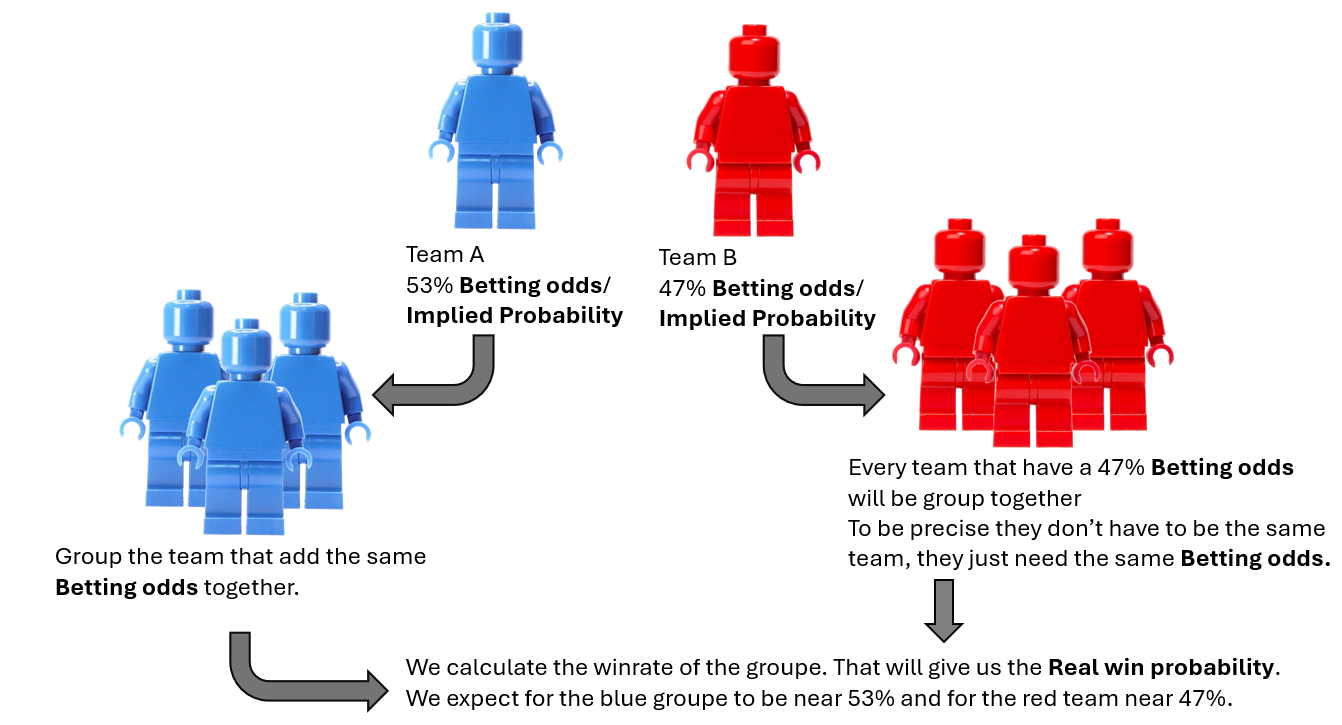 Team A
53% Betting odds/
Implied Probability
Team B
47% Betting odds/
Implied Probability
Group the team that add the same
Betting odds together.
Every team that have a 47% Betting odds
will be group together
To be precise they don’t have to be the same
team, they just need the same Betting odds.
We calculate the winrate of the groupe. That will give us the Real win probability.
We expect for the blue groupe to be near 53% and for the red team near 47%.